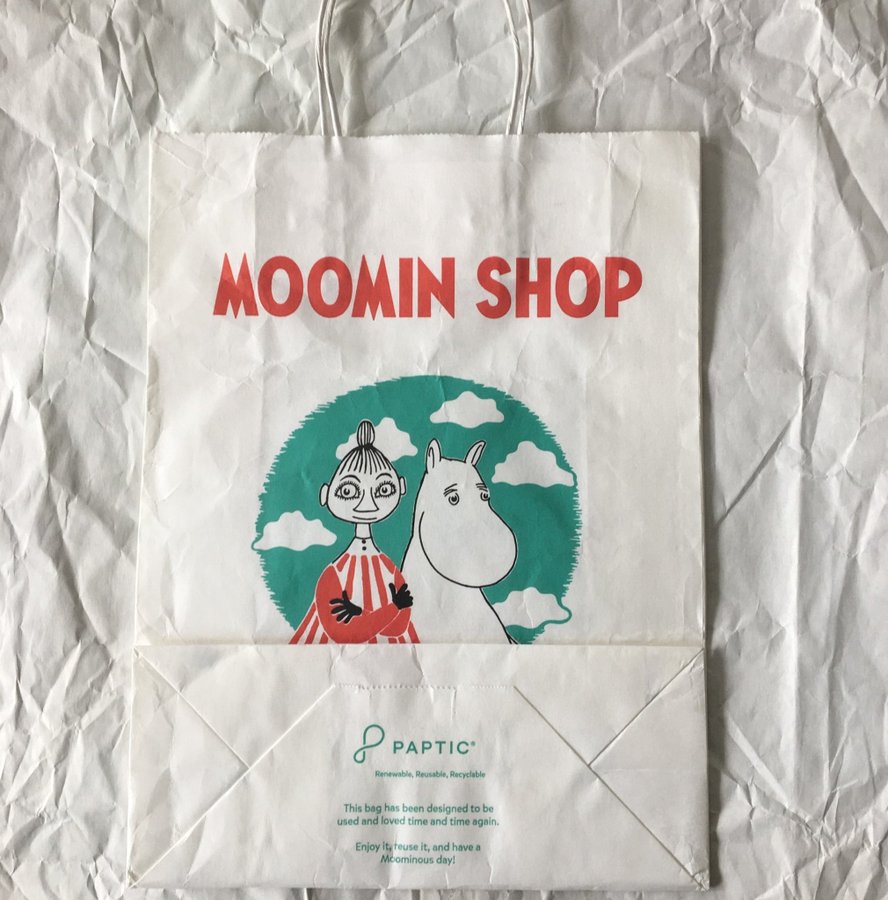 MOOMIN SHOP
PAPTIC®
Renewable, Reusable, Recyclable
This bag has been designed to be
used and loved time and time again.
Enjoy it, reuse it, and have a
Moominous day!